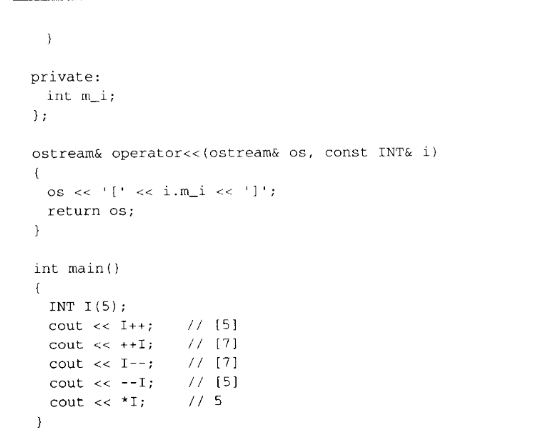 }
private:
int m_i;
};
ostream& operator<<(ostream& os, const INT& i)
{
os << '[' << i.m_i << ']';
return os;
}
int main()
{
INT I(5);
cout << I++; // [5]
cout << ++I; // [7]
cout << I--; // [7]
cout << --I; // [5]
cout << *I; // 5
}